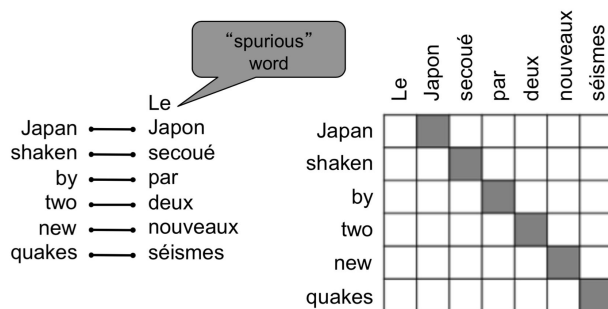 “spurious”
word
Le
Japan Japon
shaken secoué
by par
two deux
new nouveaux
quakes séismes
Le Japon secoué par deux nouveaux séismes
Japan
shaken
by
two
new
quakes